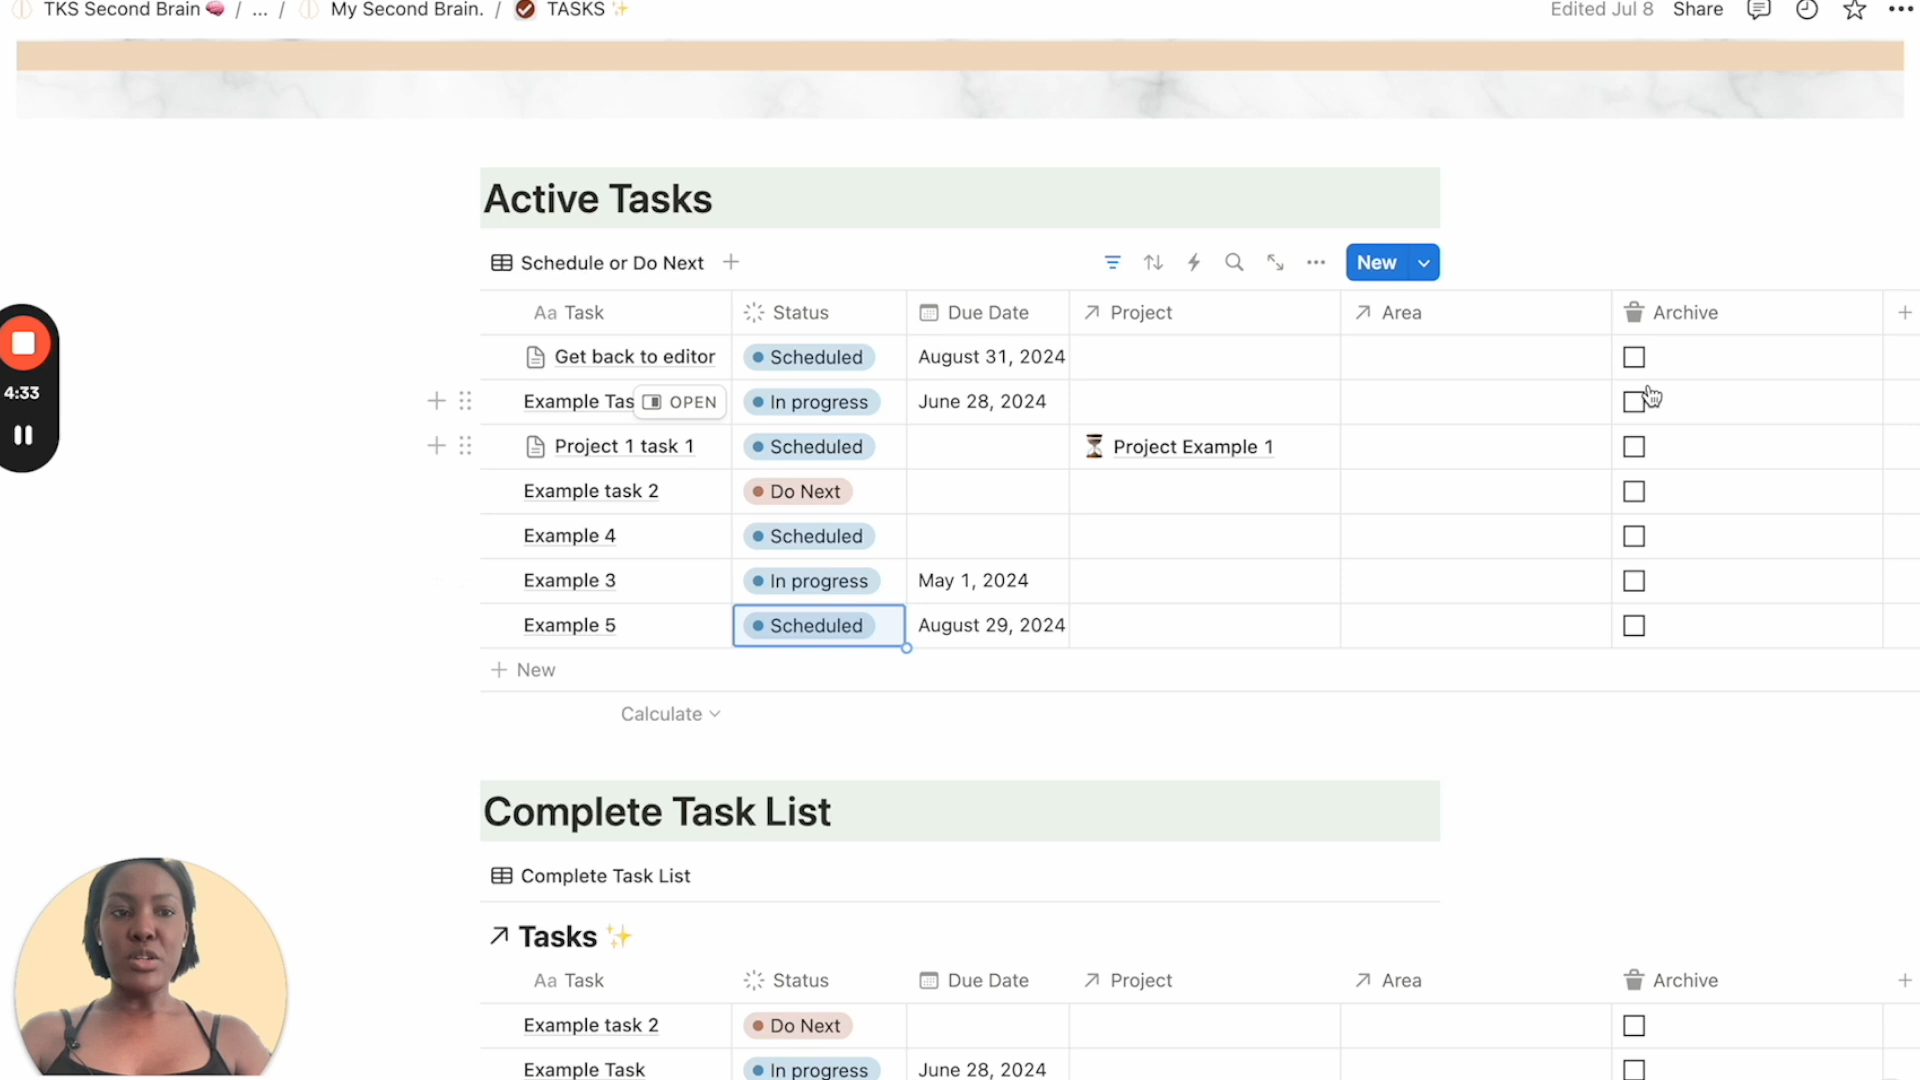 TKS Second Brain / ... / My Second Brain. / TASKS Edited Jul 8 Share
Active Tasks
Schedule or Do Next New
Aa Task Status Due Date Project Area Archive
Get back to editor Scheduled August 31, 2024
Example Tas OPEN In progress June 28, 2024
Project 1 task 1 Scheduled Project Example 1
Example task 2 Do Next
Example 4 Scheduled
Example 3 In progress May 1, 2024
Example 5 Scheduled August 29, 2024
New
Calculate
4:33
Complete Task List
Complete Task List
Tasks
Aa Task Status Due Date Project Area Archive
Example task 2 Do Next
Example Task In progress June 28, 2024